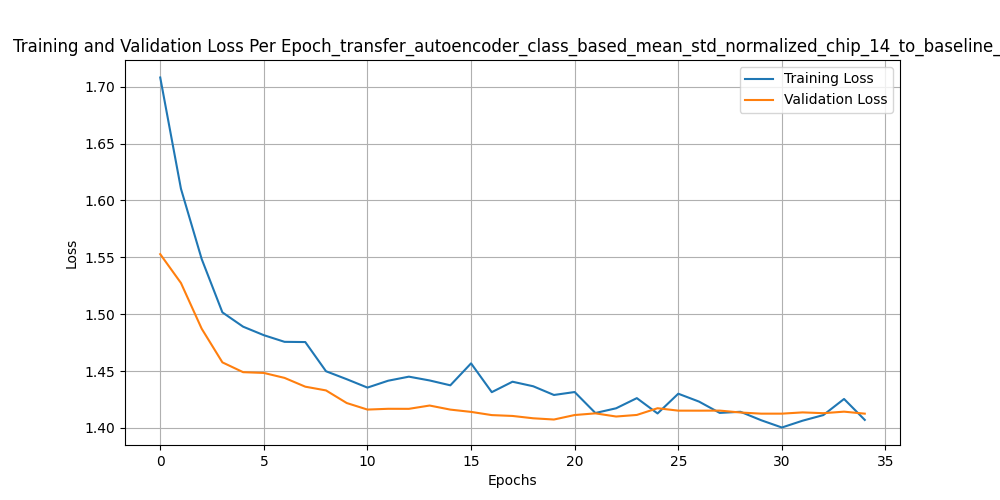 Training and Validation Loss Per Epoch_transfer_autoencoder_class_based_mean_std_normalized_chip_14_to_baseline_
Training Loss
Validation Loss
1.70
1.65
1.60
1.55
1.50
1.45
1.40
Loss
0 5 10 15 20 25 30 35
Epochs